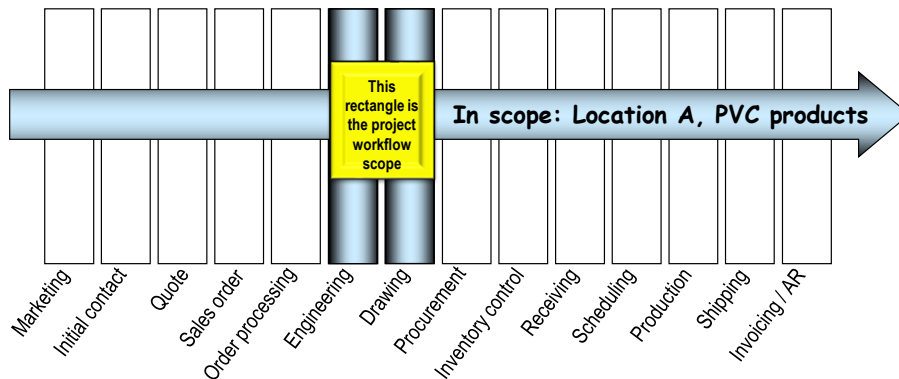 This
rectangle is
the project
workflow
scope
In scope: Location A, PVC products
Marketing
Initial contact
Quote
Sales order
Order processing
Engineering
Drawing
Procurement
Inventory control
Receiving
Scheduling
Production
Shipping
Invoicing / AR